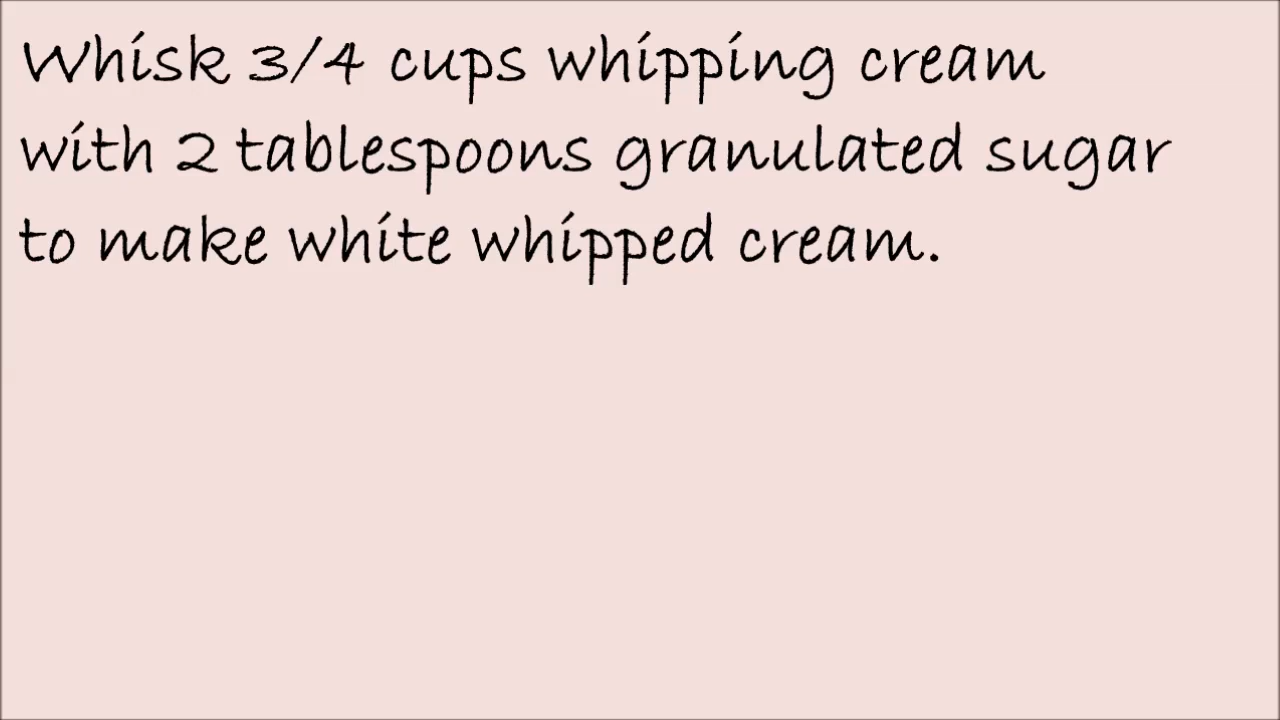 Whisk 3/4 cups whipping cream
with 2 tablespoons granulated sugar
to make white whipped cream.